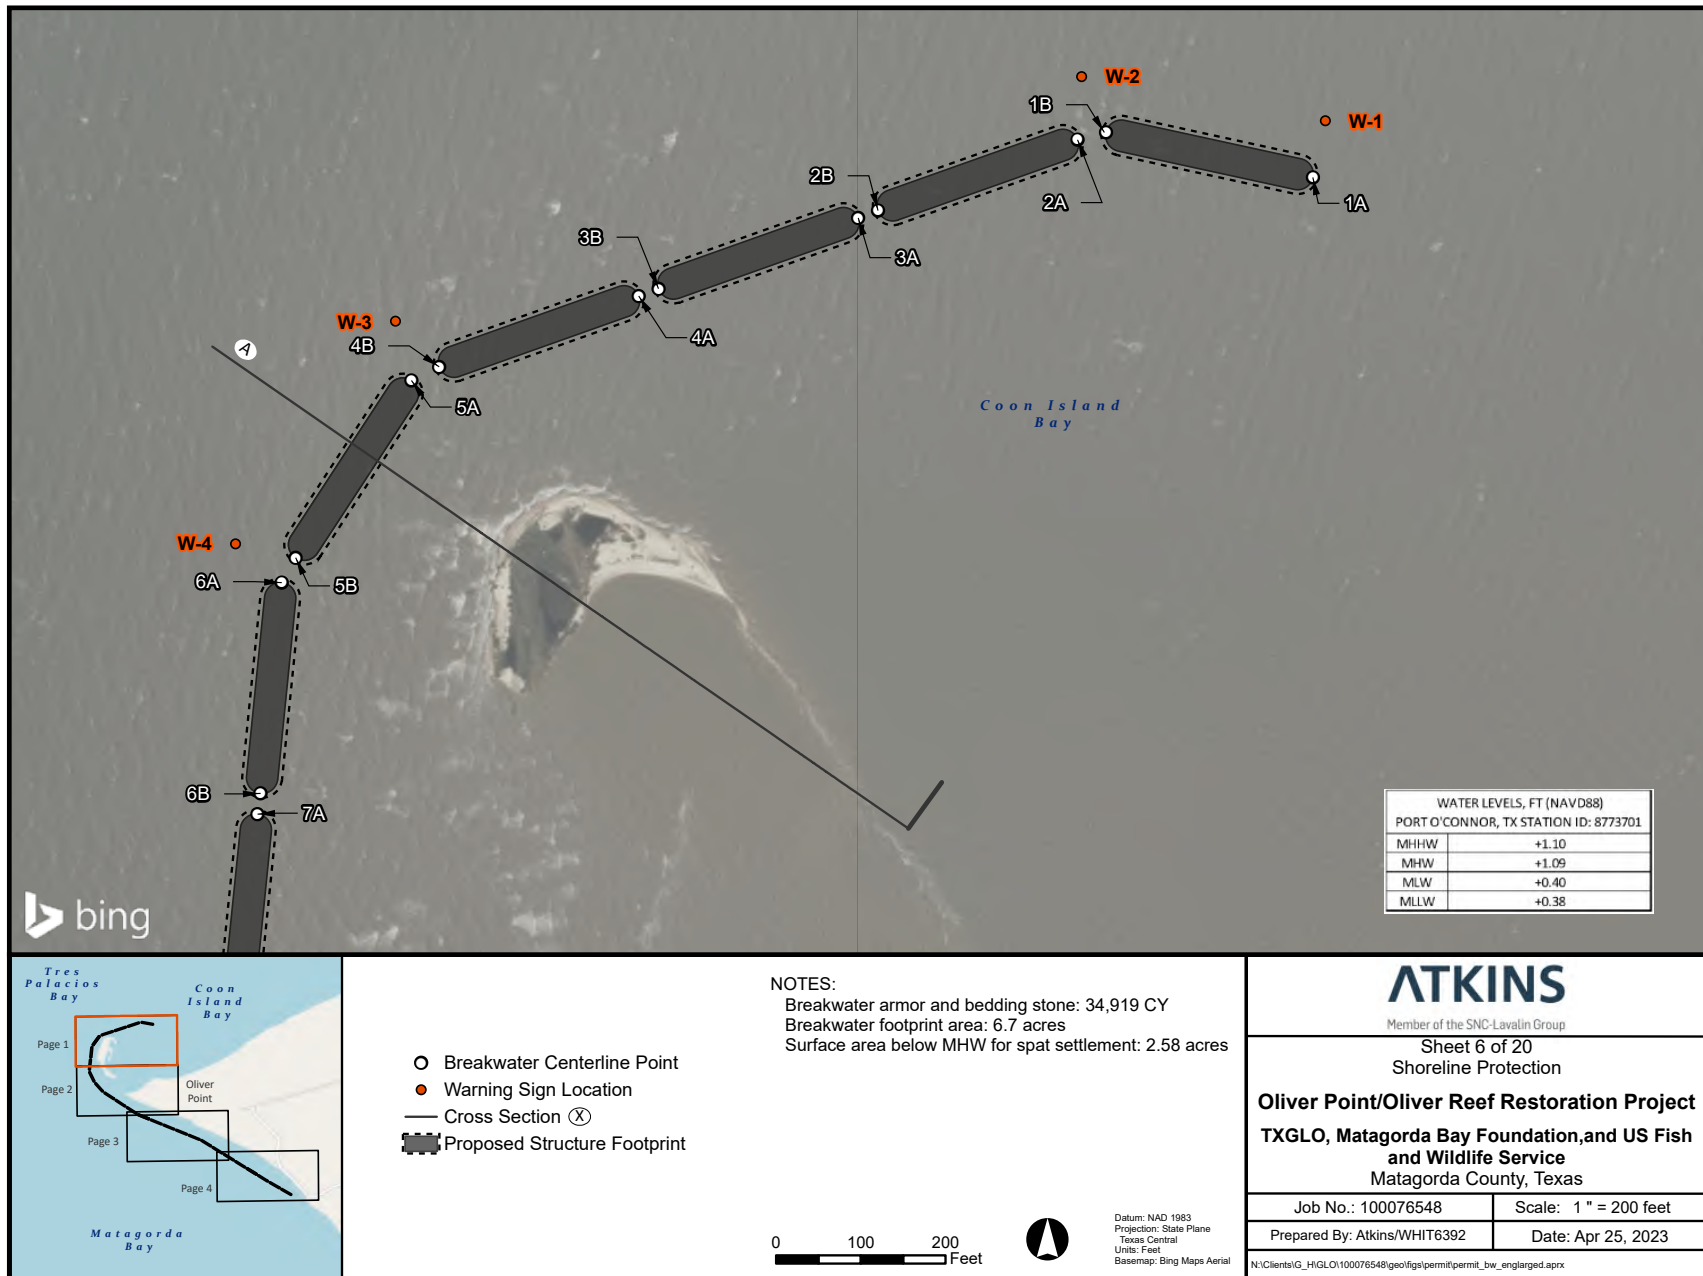 W-2
1B
W-1
2B
2A
1A
3B
3A
W-3
4B
4A
A
5A
Coon Island
Bay
W-4
6A
5B
6B
7A
WATER LEVELS, FT (NAVD88)
PORT O'CONNOR, TX STATION ID: 8773701
MHHW +1.10
MHW +1.09
MLW +0.40
MLLW +0.38
bing
Tres
Palacios
Bay
Coon
Island
Bay
Page 1
Page 2
Oliver
Point
Page 3
Page 4
Matagorda
Bay
Breakwater Centerline Point
Warning Sign Location
Cross Section X
Proposed Structure Footprint
NOTES:
Breakwater armor and bedding stone: 34,919 CY
Breakwater footprint area: 6.7 acres
Surface area below MHW for spat settlement: 2.58 acres
0 100 200
Feet
Datum: NAD 1983
Projection: State Plane
Texas Central
Units: Feet
Basemap: Bing Maps Aerial
ATKINS
Member of the SNC-Lavalin Group
Sheet 6 of 20
Shoreline Protection
Oliver Point/Oliver Reef Restoration Project
TXGLO, Matagorda Bay Foundation,and US Fish
and Wildlife Service
Matagorda County, Texas
Job No.: 100076548
Scale: 1 " = 200 feet
Prepared By: Atkins/WHIT6392
Date: Apr 25, 2023
N:\Clients\G_H\GLO\100076548\geo\figs\permit\permit_bw_englarged.aprx